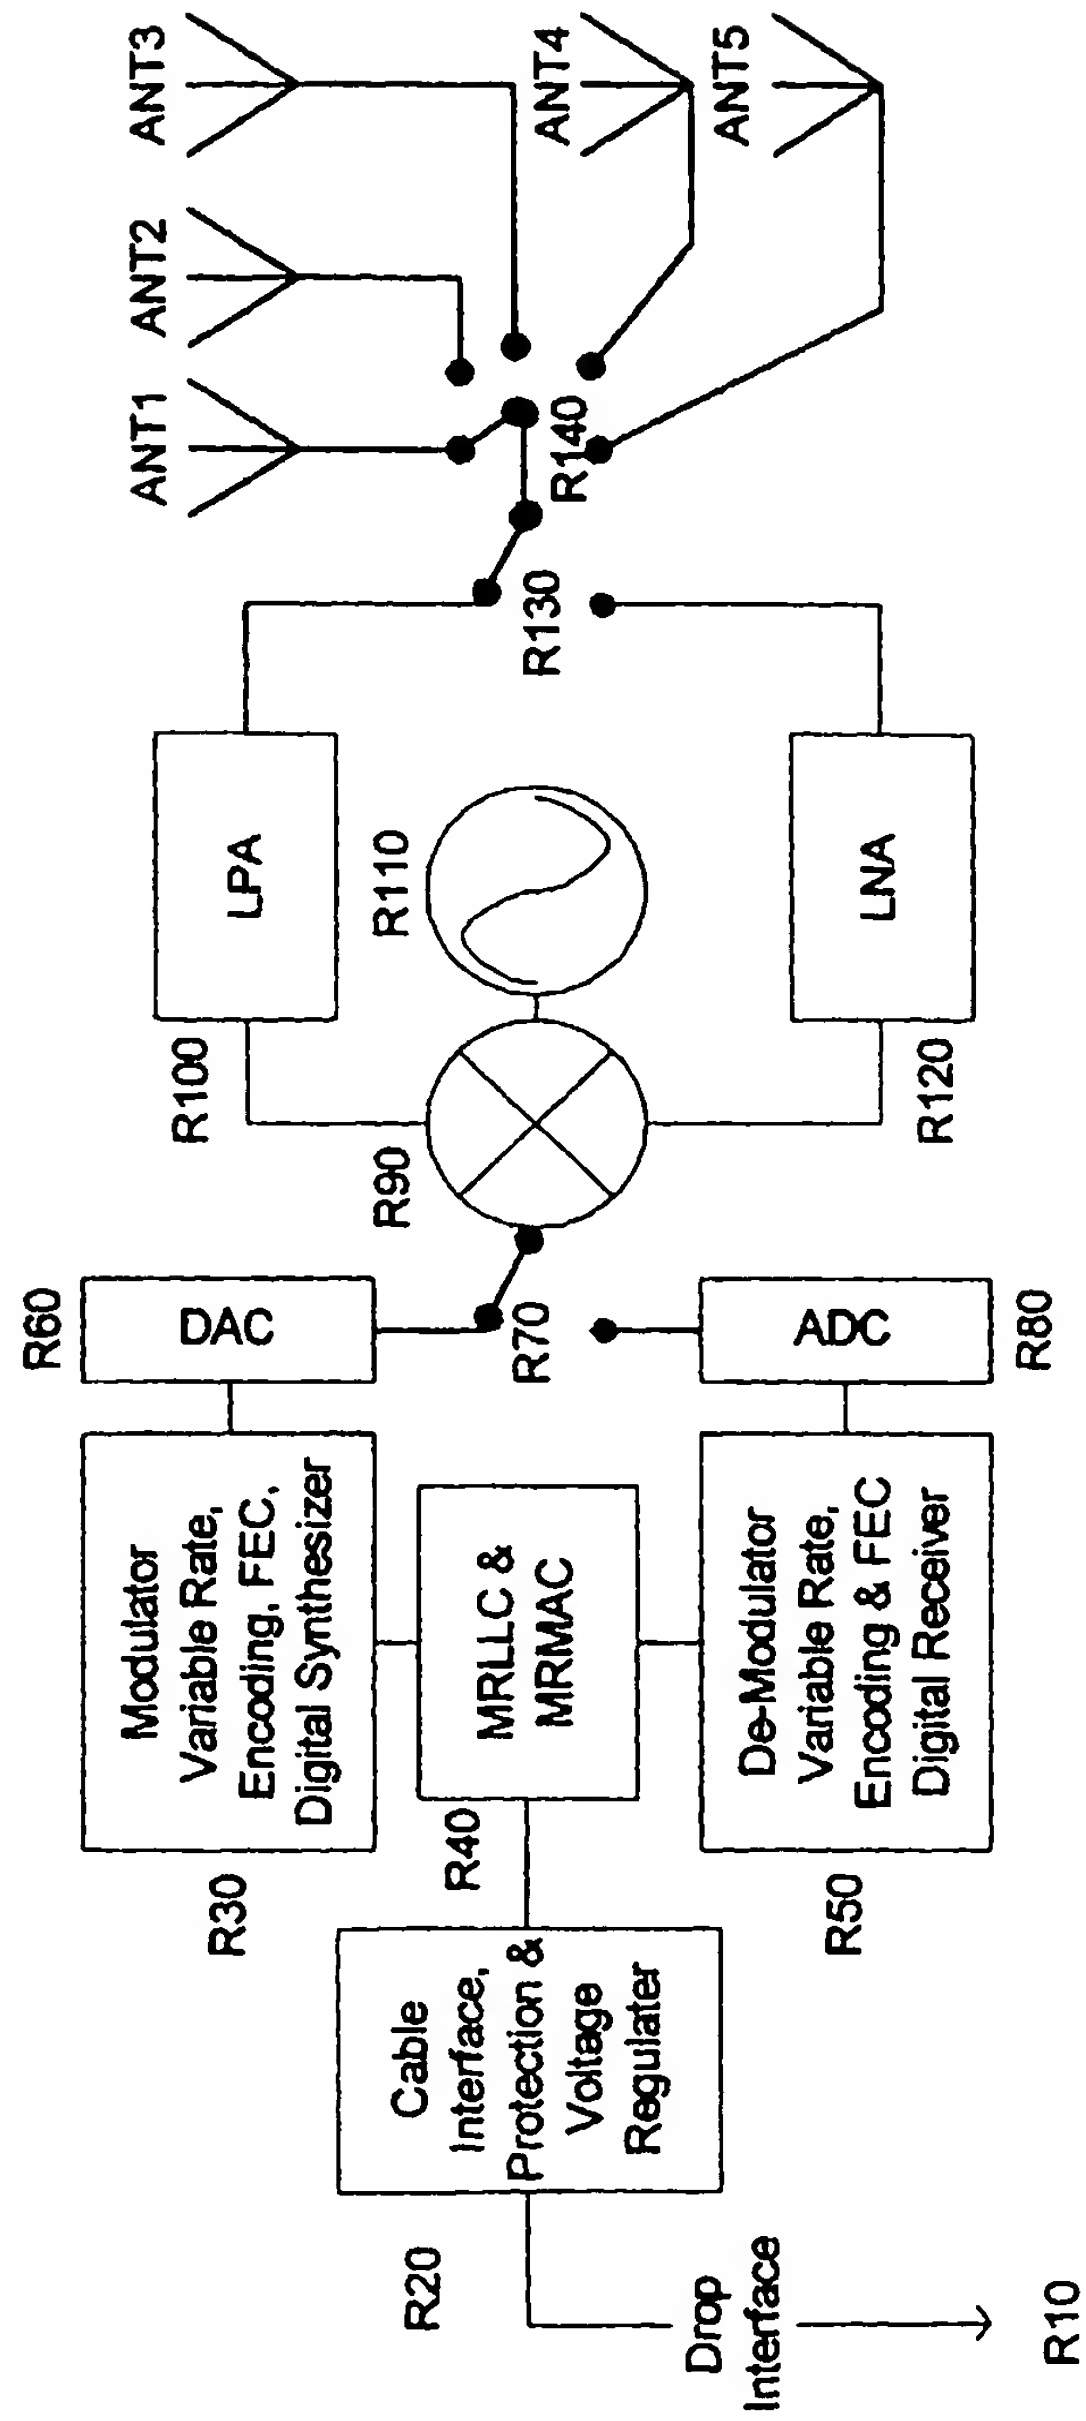 R10
Drop
Interface
R20
Cable
Interface,
Protection &
Voltage
Regulater
R30
Modulator
Variable Rate,
Encoding, FEC,
Digital Synthesizer
R40
MRLLC &
MRMAC
R50
De-Modulator
Variable Rate,
Encoding & FEC
Digital Receiver
R60
DAC
R70
R80
ADC
R90
R100
LPA
R110
R120
LNA
R130
R140
ANT1
ANT2
ANT3
ANT4
ANT5